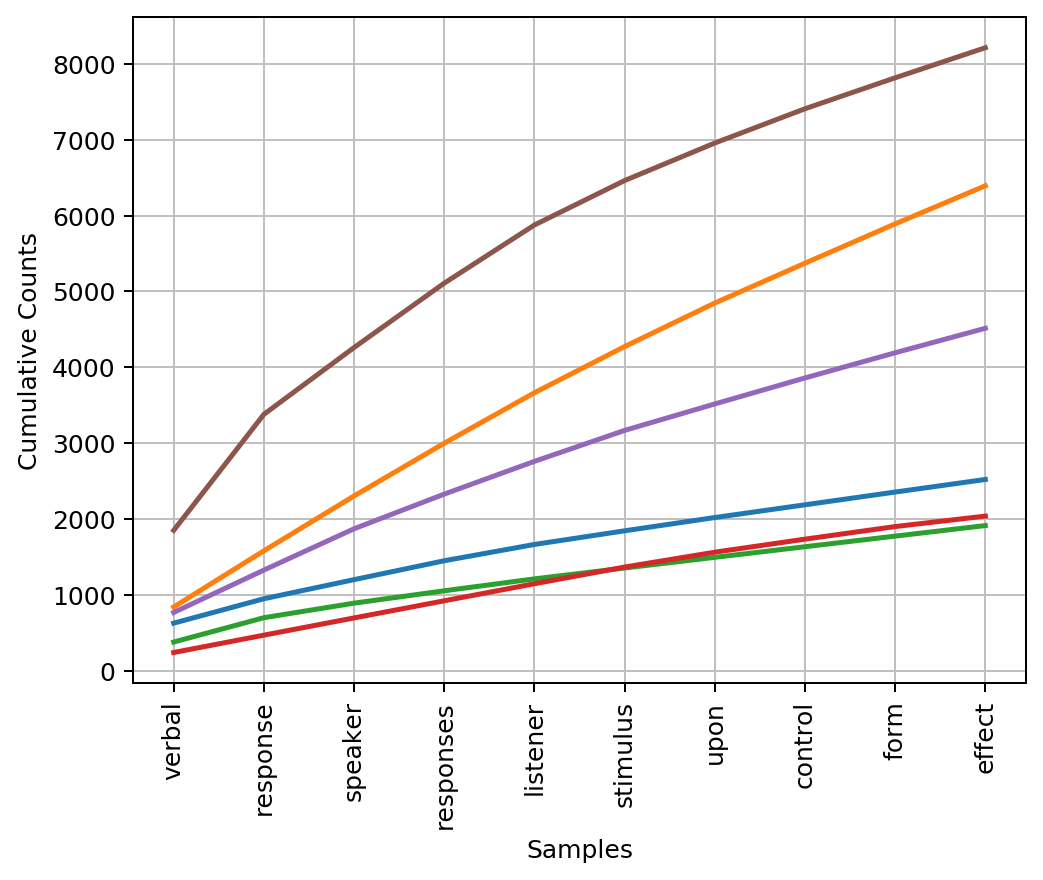 8000
7000
6000
5000
4000
3000
2000
1000
0
Cumulative Counts
verbal
response
speaker
responses
listener
stimulus
upon
control
form
effect
Samples